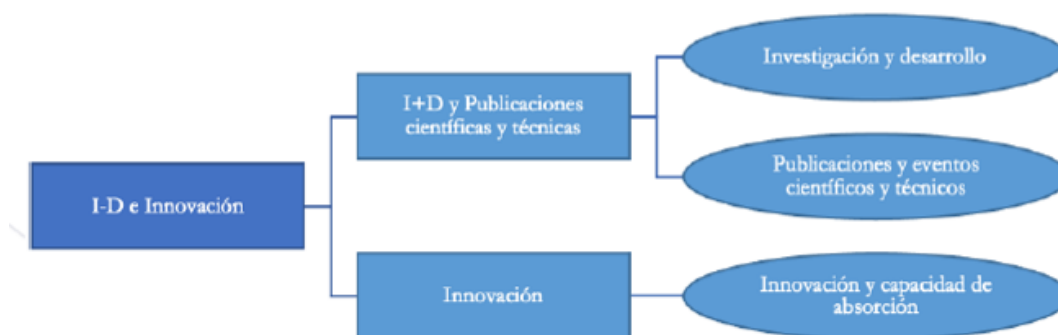 I-D e Innovación
I+D y Publicaciones
científicas y técnicas
Innovación
Investigación y desarrollo
Publicaciones y eventos
científicos y técnicos
Innovación y capacidad de
absorción